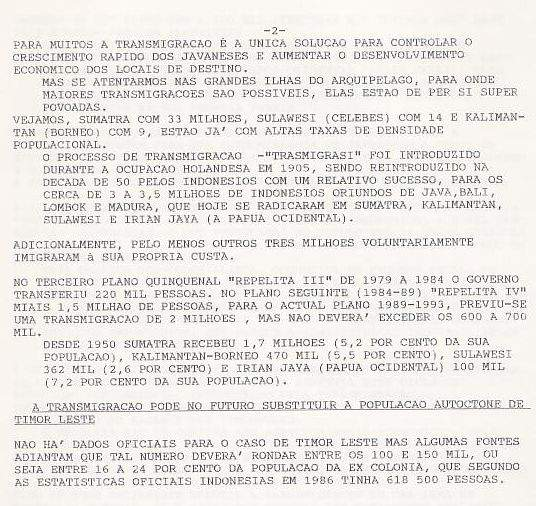 -2-
PARA MUITOS A TRANSMIGRACAO É A UNICA SOLUCAO PARA CONTROLAR O
CRESCIMENTO RAPIDO DOS JAVANESES E AUMENTAR O DESENVOLVIMENTO
ECONOMICO DOS LOCAIS DE DESTINO.
MAS SE ATENTARMOS NAS GRANDES ILHAS DO ARQUIPELAGO, PARA ONDE
MAIORES TRANSMIGRACOES SAO POSSIVEIS, ELAS ESTAO DE PER SI SUPER
POVOADAS.
VEJAMOS, SUMATRA COM 33 MILHOES, SULAWESI (CELEBES) COM 14 E KALIMAN-
TAN (BORNEO) COM 9, ESTAO JA' COM ALTAS TAXAS DE DENSIDADE
POPULACIONAL.
O PROCESSO DE TRANSMIGRACAO -"TRASMIGRASI" FOI INTRODUZIDO
DURANTE A OCUPACAO HOLANDESA EM 1905, SENDO REINTRODUZIDO NA
DECADA DE 50 PELOS INDONESIOS COM UM RELATIVO SUCESSO, PARA OS
CERCA DE 3 A 3,5 MILHOES DE INDONESIOS ORIUNDOS DE JAVA,BALI,
LOMBOK E MADURA, QUE HOJE SE RADICARAM EM SUMATRA, KALIMANTAN,
SULAWESI E IRIAN JAYA (A PAPUA OCIDENTAL).
ADICIONALMENTE, PELO MENOS OUTROS TRES MILHOES VOLUNTARIAMENTE
IMIGRARAM à SUA PROPRIA CUSTA.
NO TERCEIRO PLANO QUINQUENAL "REPELITA III" DE 1979 A 1984 O GOVERNO
TRANSFERIU 220 MIL PESSOAS. NO PLANO SEGUINTE (1984-89) "REPELITA IV"
MIAIS 1,5 MILHAO DE PESSOAS, PARA O ACTUAL PLANO 1989-1993, PREVIU-SE
UMA TRANSMIGRACAO DE 2 MILHOES , MAS NAO DEVERA' EXCEDER OS 600 A 700
MIL.
DESDE 1950 SUMATRA RECEBEU 1,7 MILHOES (5,2 POR CENTO DA SUA
POPULACAO), KALIMANTAN-BORNEO 470 MIL (5,5 POR CENTO), SULAWESI
362 MIL (2,6 POR CENTO) E IRIAN JAYA (PAPUA OCIDENTAL) 100 MIL
(7,2 POR CENTO DA SUA POPULACAO).
A TRANSMIGRACAO PODE NO FUTURO SUBSTITUIR A POPULACAO AUTOCTONE DE
TIMOR LESTE
NAO HA' DADOS OFICIAIS PARA O CASO DE TIMOR LESTE MAS ALGUMAS FONTES
ADIANTAM QUE TAL NUMERO DEVERA' RONDAR ENTRE OS 100 E 150 MIL, OU
SEJA ENTRE 16 A 24 POR CENTO DA POPULACAO DA EX COLONIA, QUE SEGUNDO
AS ESTATISTICAS OFICIAIS INDONESIAS EM 1986 TINHA 618 500 PESSOAS.